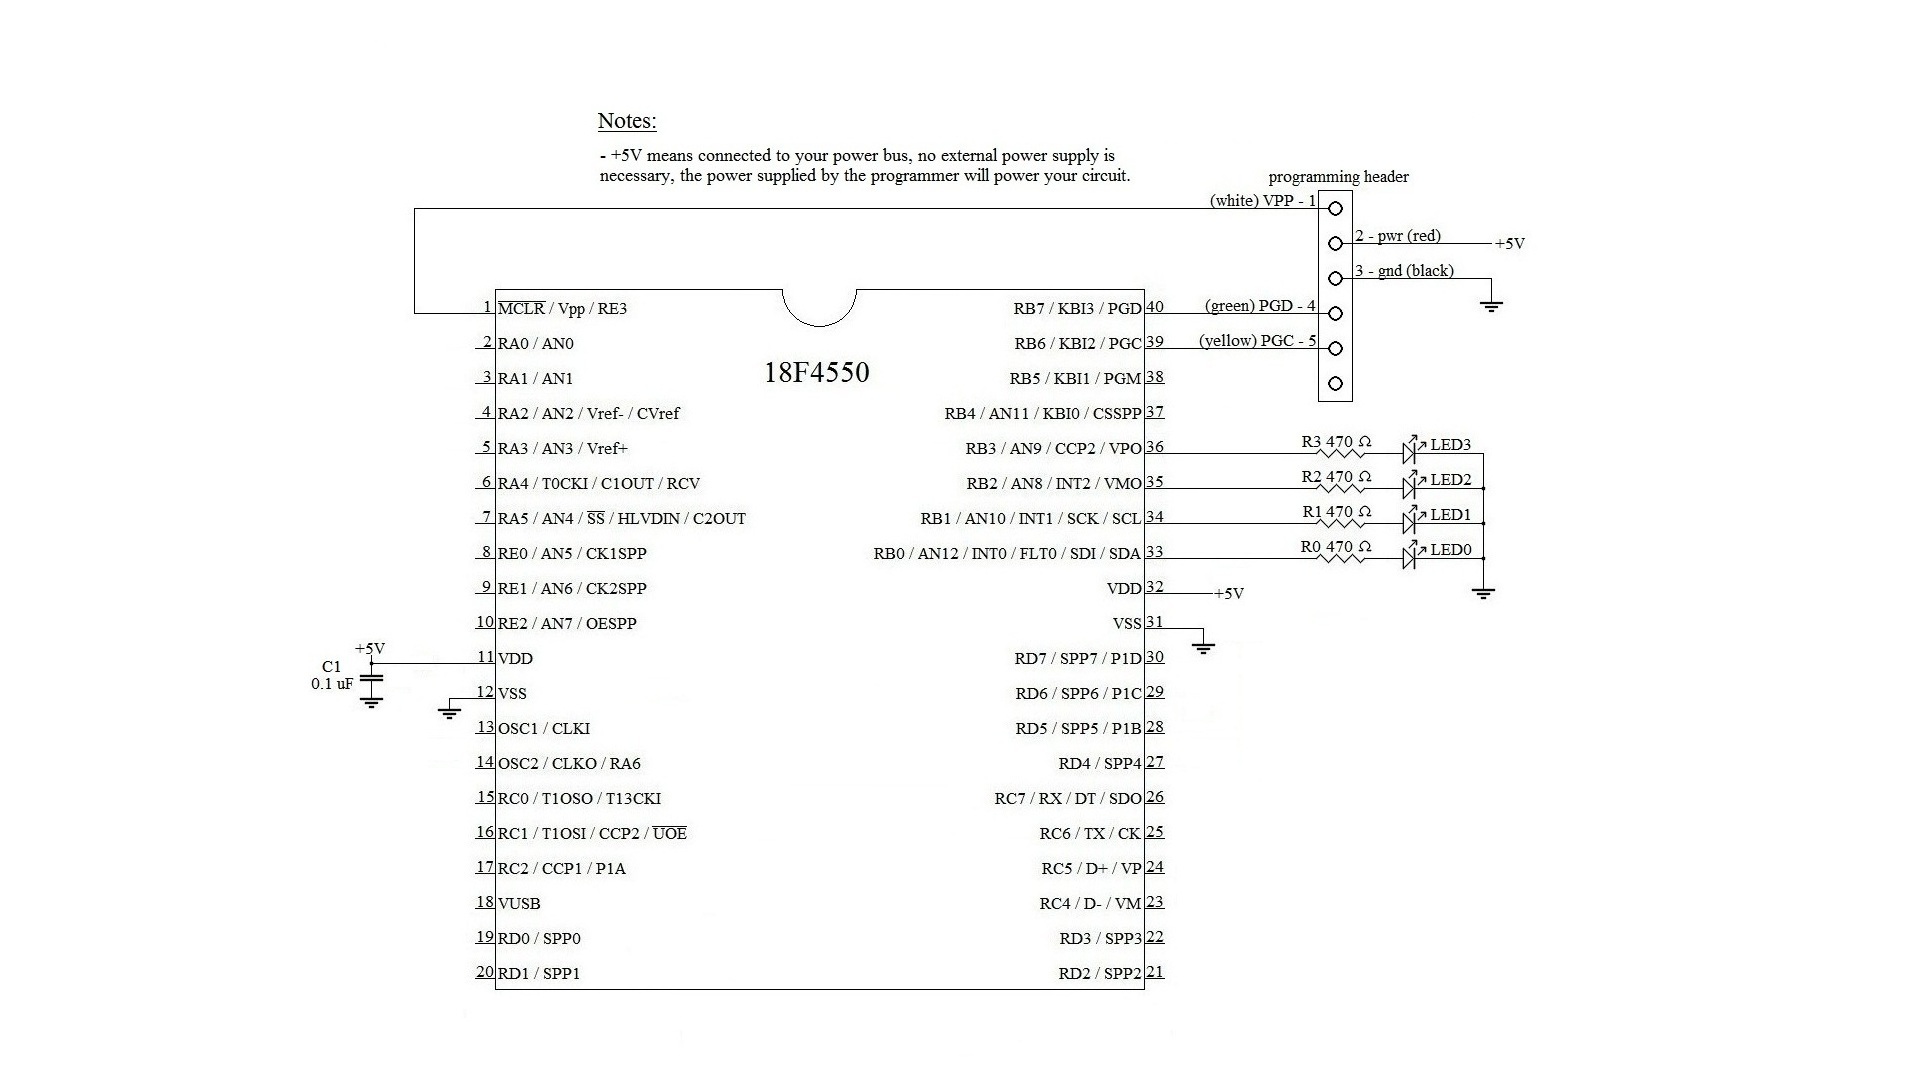 Notes:
- +5V means connected to your power bus, no external power supply is
necessary, the power supplied by the programmer will power your circuit.
programming header
(white) VPP - 1
2 - pwr (red)
+5V
3 - gnd (black)
(green) PGD - 4
(yellow) PGC - 5
18F4550
1 MCLR / Vpp / RE3
2 RA0 / AN0
3 RA1 / AN1
4 RA2 / AN2 / Vref- / CVref
5 RA3 / AN3 / Vref+
6 RA4 / T0CKI / C1OUT / RCV
7 RA5 / AN4 / SS / HLVDIN / C2OUT
8 RE0 / AN5 / CK1SPP
9 RE1 / AN6 / CK2SPP
10 RE2 / AN7 / OESPP
11 VDD
12 VSS
13 OSC1 / CLKI
14 OSC2 / CLKO / RA6
15 RC0 / T1OSO / T13CKI
16 RC1 / T1OSI / CCP2 / UOE
17 RC2 / CCP1 / P1A
18 VUSB
19 RD0 / SPP0
20 RD1 / SPP1
+5V
C1
0.1 uF
RB7 / KBI3 / PGD 40
RB6 / KBI2 / PGC 39
RB5 / KBI1 / PGM 38
RB4 / AN11 / KBI0 / CSSPP 37
RB3 / AN9 / CCP2 / VPO 36
RB2 / AN8 / INT2 / VMO 35
RB1 / AN10 / INT1 / SCK / SCL 34
RB0 / AN12 / INT0 / FLT0 / SDI / SDA 33
VDD 32
+5V
VSS 31
RD7 / SPP7 / P1D 30
RD6 / SPP6 / P1C 29
RD5 / SPP5 / P1B 28
RD4 / SPP4 27
RC7 / RX / DT / SDO 26
RC6 / TX / CK 25
RC5 / D+ / VP 24
RC4 / D- / VM 23
RD3 / SPP3 22
RD2 / SPP2 21
R3 470 Ω LED3
R2 470 Ω LED2
R1 470 Ω LED1
R0 470 Ω LED0